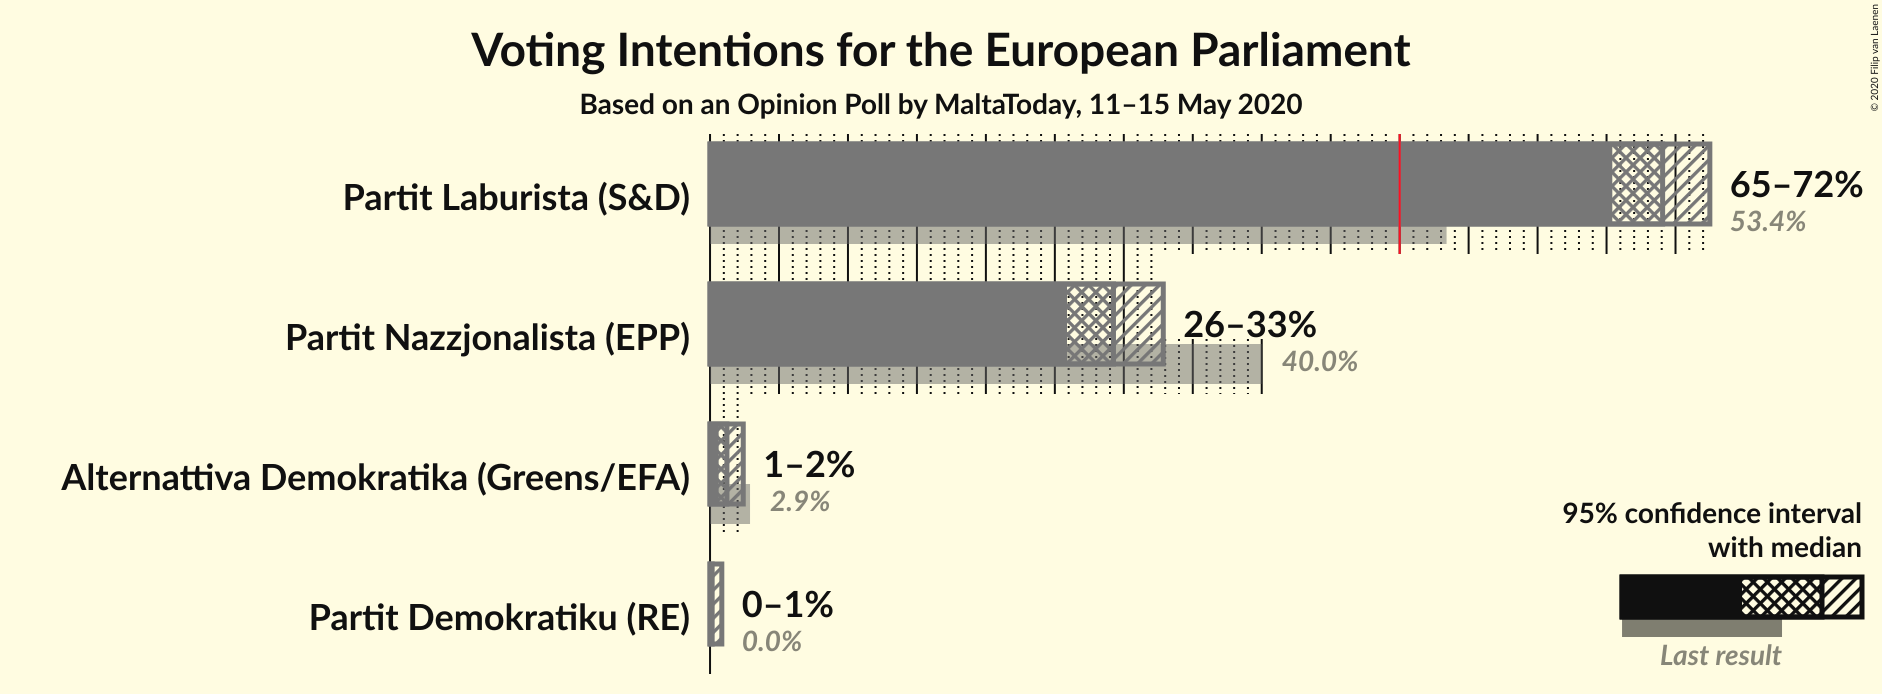 Voting Intentions for the European Parliament
Based on an Opinion Poll by MaltaToday, 11–15 May 2020
© 2020 Filip van Laenen
Partit Laburista (S&D)
65–72%
53.4%
Partit Nazzjonalista (EPP)
26–33%
40.0%
Alternattiva Demokratika (Greens/EFA)
1–2%
2.9%
Partit Demokratiku (RE)
0–1%
0.0%
95% confidence interval
with median
Last result